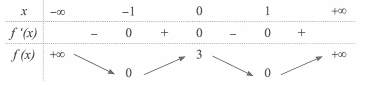 x −∞ −1 0 1 +∞
f '(x) − 0 + 0 − 0 +
f (x) +∞ 3 +∞
0 0